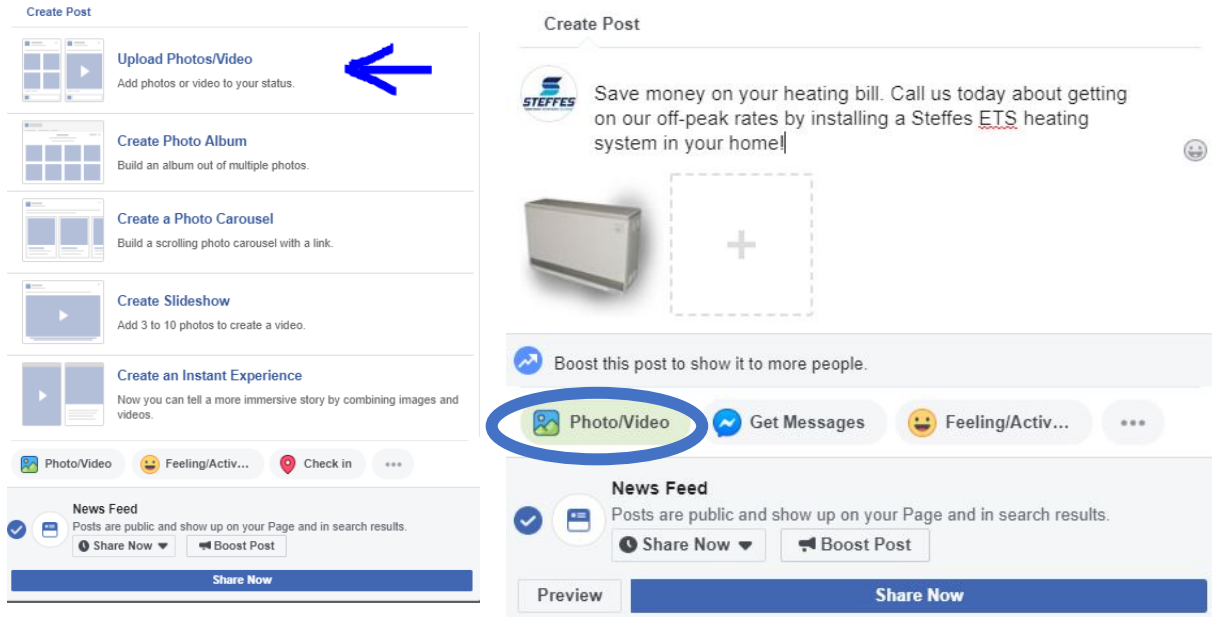 Create Post
Upload Photos/Video
Add photos or video to your status.
Create Photo Album
Build an album out of multiple photos.
Create a Photo Carousel
Build a scrolling photo carousel with a link.
Create Slideshow
Add 3 to 10 photos to create a video.
Create an Instant Experience
Now you can tell a more immersive story by combining images and
videos.
Photo/Video
Feeling/Activ...
Check in
News Feed
Posts are public and show up on your Page and in search results.
Share Now
Boost Post
Share Now
Create Post
STEFFES
Save money on your heating bill. Call us today about getting
on our off-peak rates by installing a Steffes ETS heating
system in your home!
Boost this post to show it to more people.
Photo/Video
Get Messages
Feeling/Activ...
News Feed
Posts are public and show up on your Page and in search results.
Share Now
Boost Post
Preview
Share Now